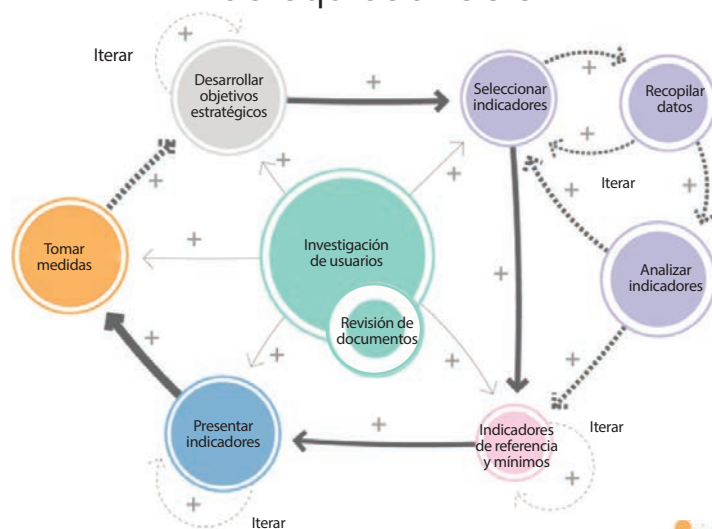 Iterar
Desarrollar
objetivos
estratégicos
Seleccionar
indicadores
Recopilar
datos
Iterar
Tomar
medidas
Investigación
de usuarios
Analizar
indicadores
Revisión de
documentos
Presentar
indicadores
Indicadores
de referencia
y mínimos
Iterar
Iterar